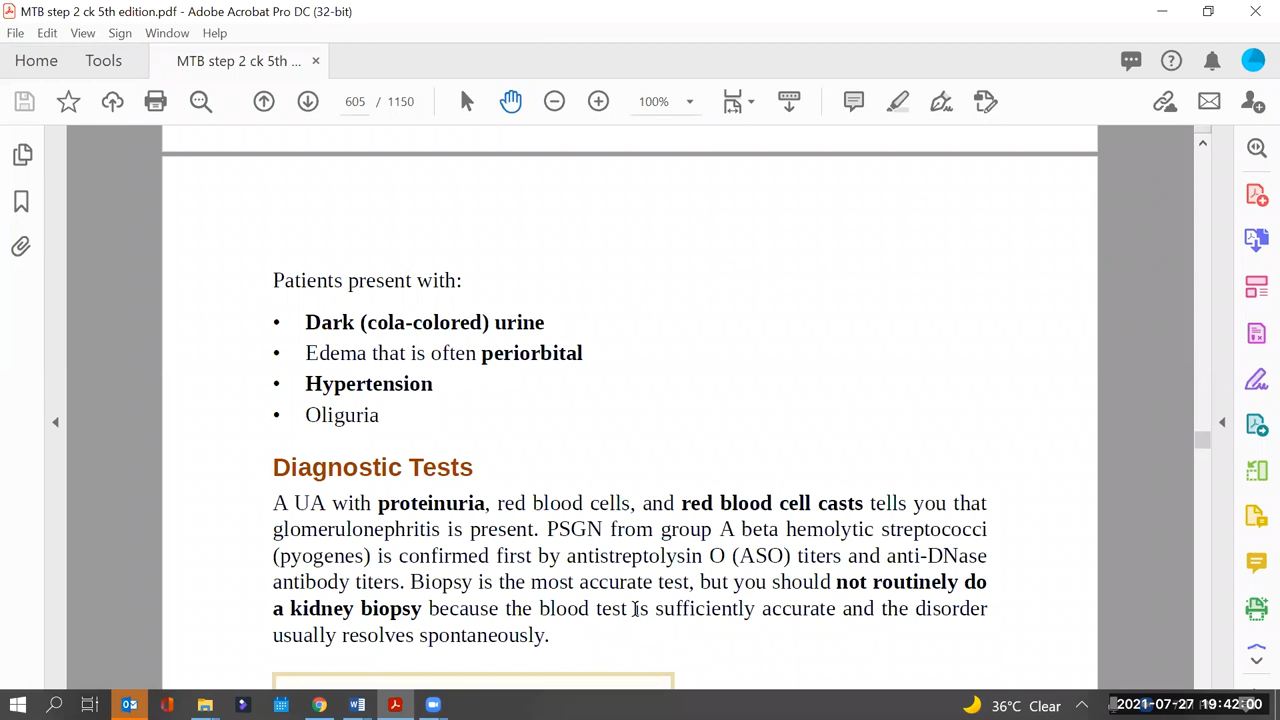 MTB step 2 ck 5th edition.pdf - Adobe Acrobat Pro DC (32-bit)
File Edit View Sign Window Help
Home Tools MTB step 2 ck 5th ... ×
605 / 1150 100%
Patients present with:
• Dark (cola-colored) urine
• Edema that is often periorbital
• Hypertension
• Oliguria
Diagnostic Tests
A UA with proteinuria, red blood cells, and red blood cell casts tells you that
glomerulonephritis is present. PSGN from group A beta hemolytic streptococci
(pyogenes) is confirmed first by antistreptolysin O (ASO) titers and anti-DNase
antibody titers. Biopsy is the most accurate test, but you should not routinely do
a kidney biopsy because the blood test is sufficiently accurate and the disorder
usually resolves spontaneously.
36°C Clear 2021-07-27 19:42:00